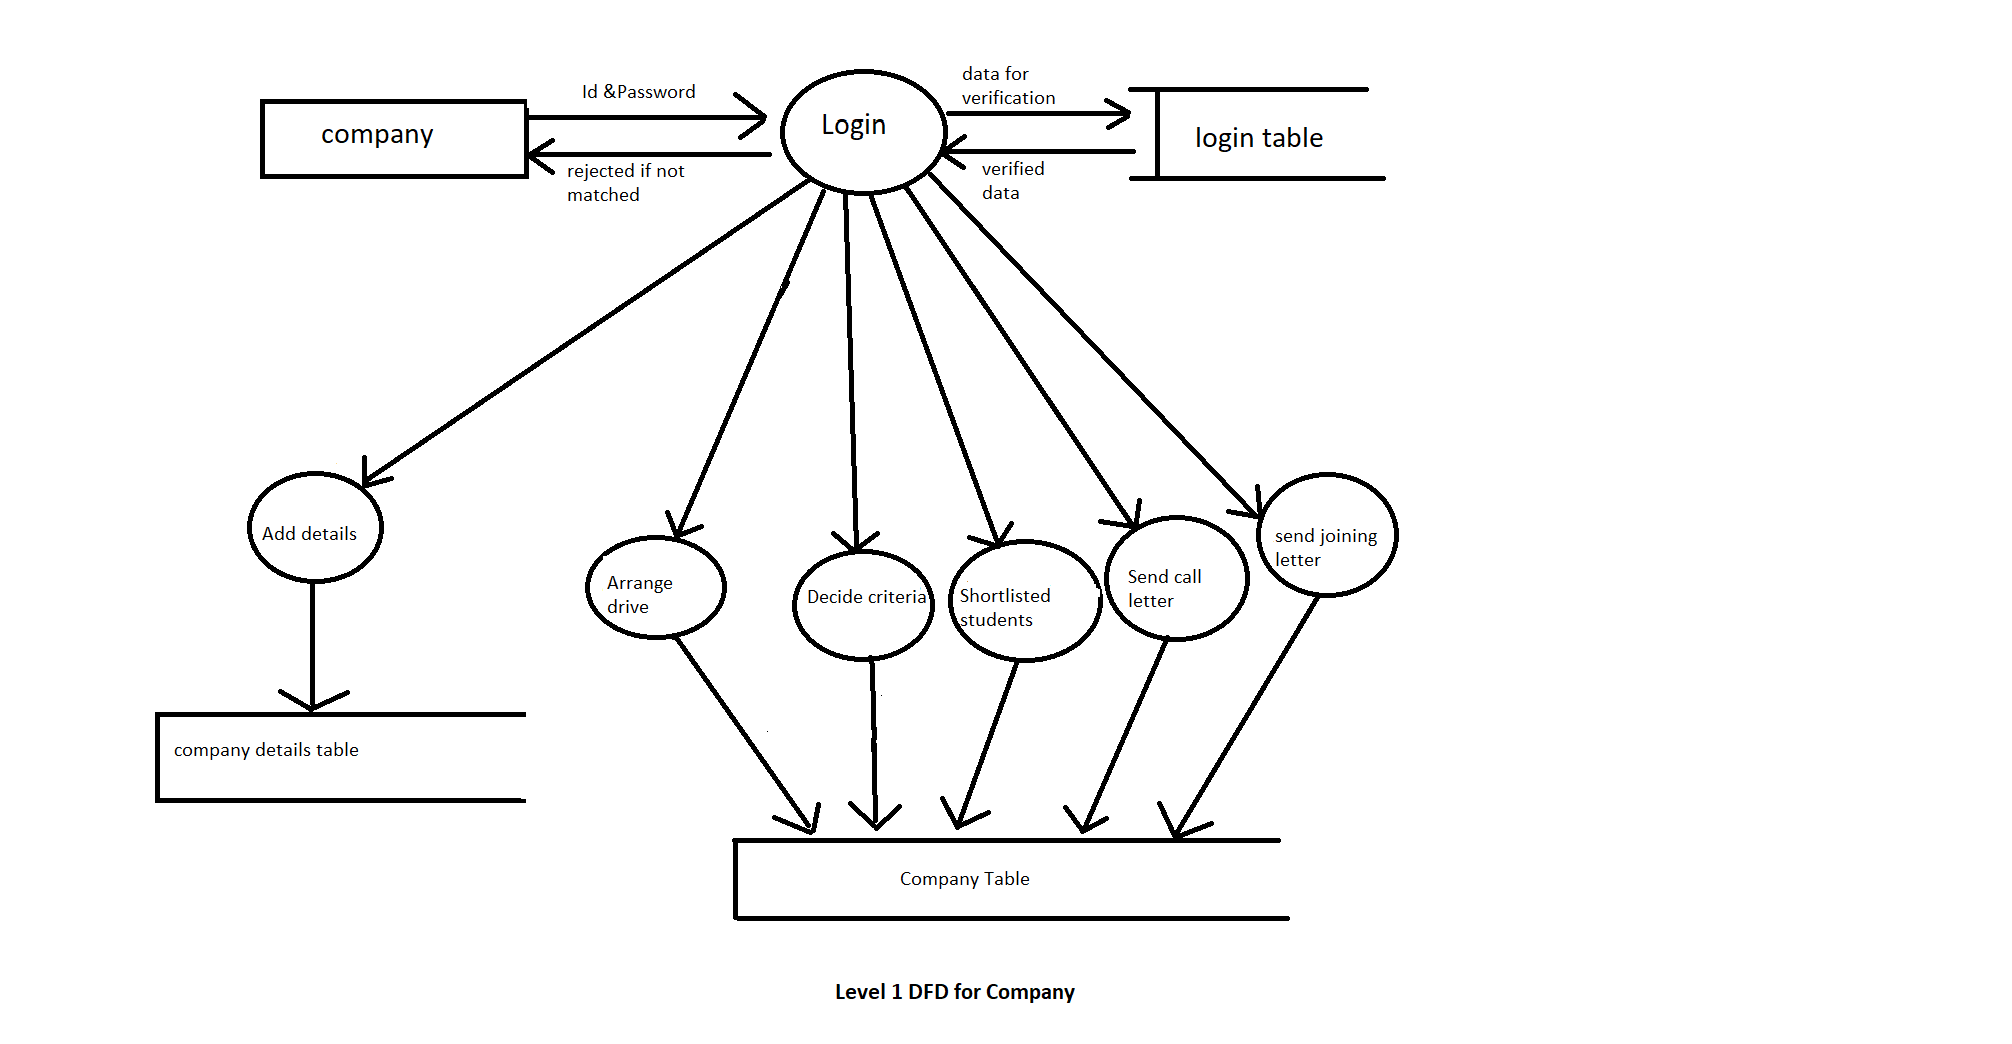 company
Id &Password
rejected if not
matched
Login
data for
verification
verified
data
login table
Add details
Arrange
drive
Decide criteria
Shortlisted
students
Send call
letter
send joining
letter
company details table
Company Table
Level 1 DFD for Company